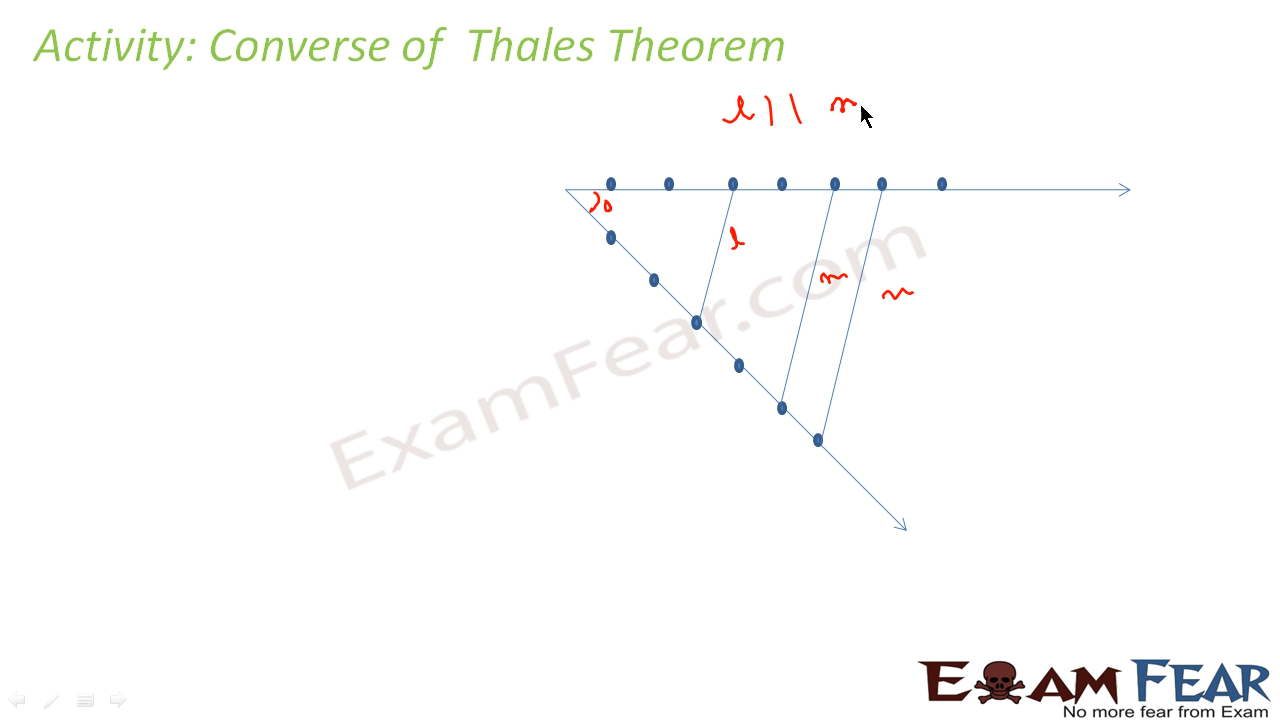 Activity: Converse of Thales Theorem
l || m
l
m
n
ExamFear.com
EXAM FEAR
No more fear from Exam